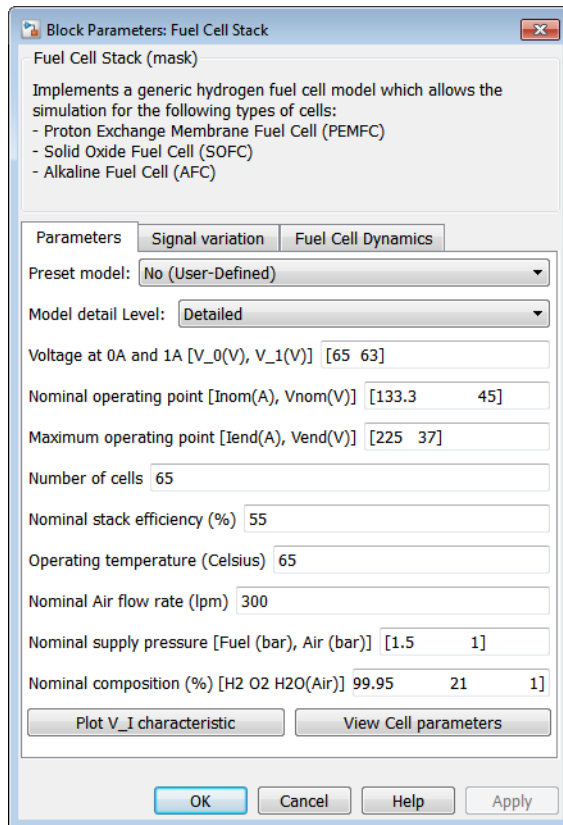 Block Parameters: Fuel Cell Stack
Fuel Cell Stack (mask)
Implements a generic hydrogen fuel cell model which allows the
simulation for the following types of cells:
- Proton Exchange Membrane Fuel Cell (PEMFC)
- Solid Oxide Fuel Cell (SOFC)
- Alkaline Fuel Cell (AFC)
Parameters Signal variation Fuel Cell Dynamics
Preset model: No (User-Defined)
Model detail Level: Detailed
Voltage at 0A and 1A [V_0(V), V_1(V)] [65 63]
Nominal operating point [Inom(A), Vnom(V)] [133.3 45]
Maximum operating point [Iend(A), Vend(V)] [225 37]
Number of cells 65
Nominal stack efficiency (%) 55
Operating temperature (Celsius) 65
Nominal Air flow rate (lpm) 300
Nominal supply pressure [Fuel (bar), Air (bar)] [1.5 1]
Nominal composition (%) [H2 O2 H2O(Air)] 99.95 21 1]
Plot V_I characteristic View Cell parameters
OK Cancel Help Apply